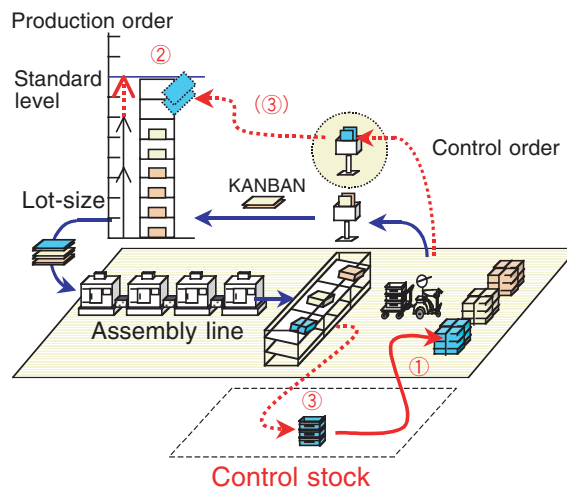 Production order
②
Standard
level
(③)
Control order
Lot-size
KANBAN
Assembly line
①
③
Control stock